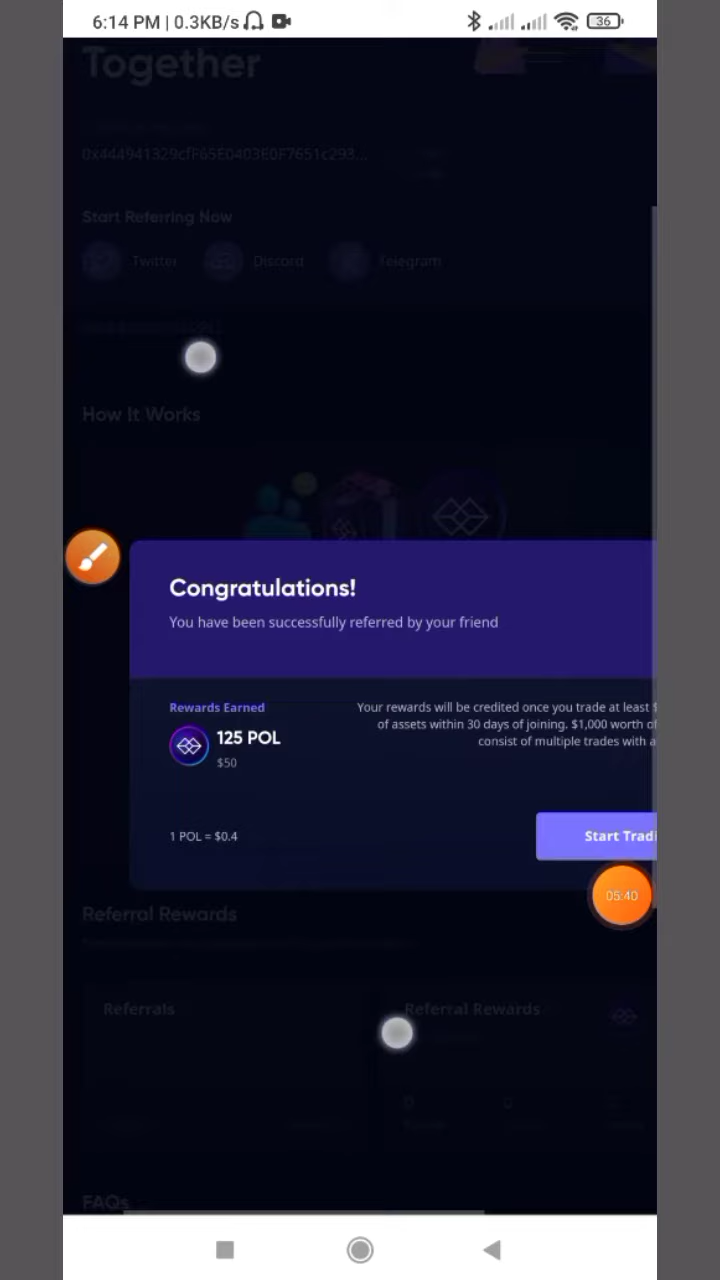 6:14 PM | 0.3KB/s
36
Together
0x444941329cfF65E0403E0F7651c293...
Start Referring Now
Twitter
Discord
Telegram
How It Works
Congratulations!
You have been successfully referred by your friend
Rewards Earned
125 POL
$50
Your rewards will be credited once you trade at least $
of assets within 30 days of joining. $1,000 worth of
consist of multiple trades with a
1 POL = $0.4
Start Tradi
05:40
Referral Rewards
Referrals
Referral Rewards
FAQs